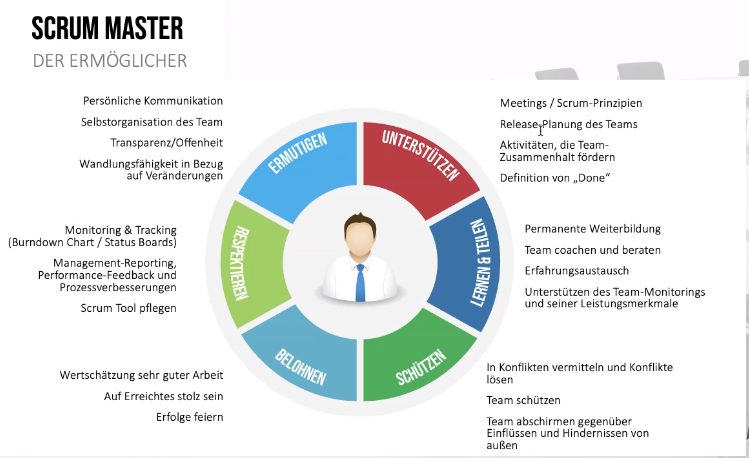 SCRUM MASTER
DER ERMÖGLICHER
Persönliche Kommunikation
Selbstorganisation des Team
Transparenz/Offenheit
Wandlungsfähigkeit in Bezug
auf Veränderungen
ERMUTIGEN
UNTERSTÜTZEN
Meetings / Scrum-Prinzipien
Release-Planung des Teams
Aktivitäten, die Team-
Zusammenhalt fördern
Definition von „Done“
Monitoring & Tracking
(Burndown Chart / Status Boards)
Management-Reporting,
Performance-Feedback und
Prozessverbesserungen
Scrum Tool pflegen
RESPEKTIEREN
LERNEN & TEILEN
Permanente Weiterbildung
Team coachen und beraten
Erfahrungsaustausch
Unterstützen des Team-Monitorings
und seiner Leistungsmerkmale
Wertschätzung sehr guter Arbeit
Auf Erreichtes stolz sein
Erfolge feiern
BELOHNEN
SCHÜTZEN
In Konflikten vermitteln und Konflikte
lösen
Team schützen
Team abschirmen gegenüber
Einflüssen und Hindernissen von
außen